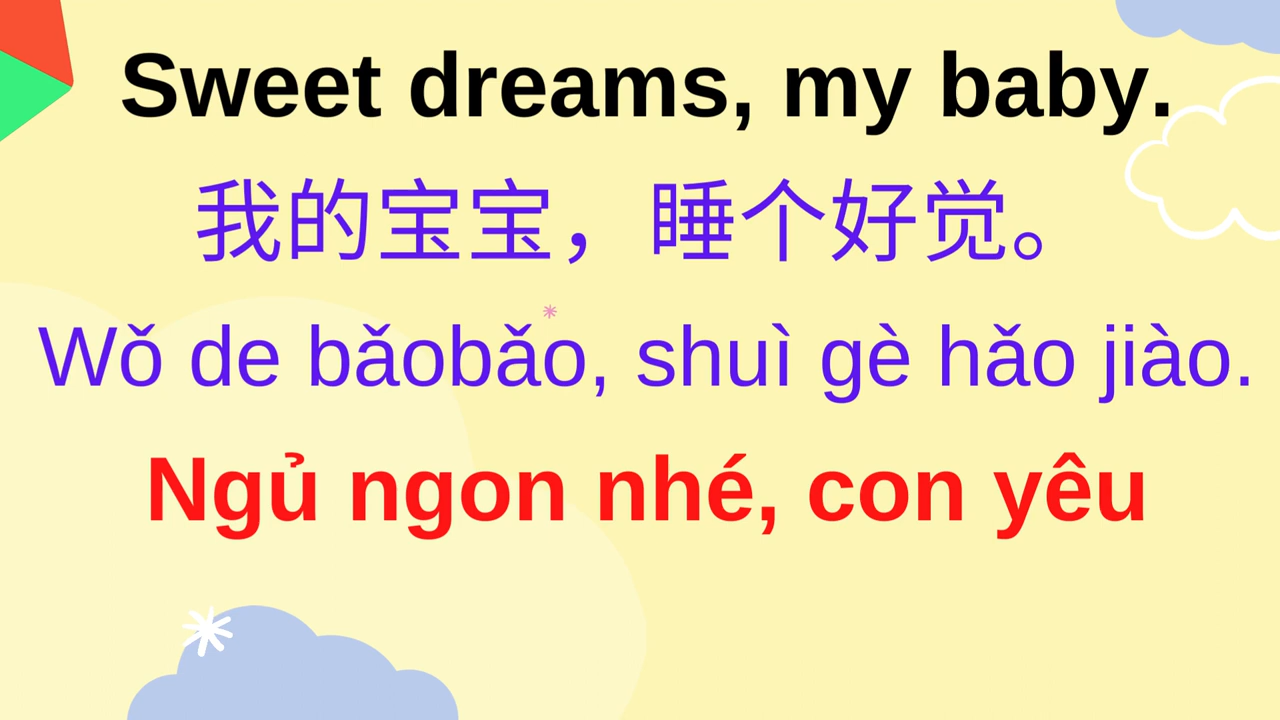 Sweet dreams, my baby.
我的宝宝，睡个好觉。
Wǒ de bǎobǎo, shuì gè hǎo jiào.
Ngủ ngon nhé, con yêu